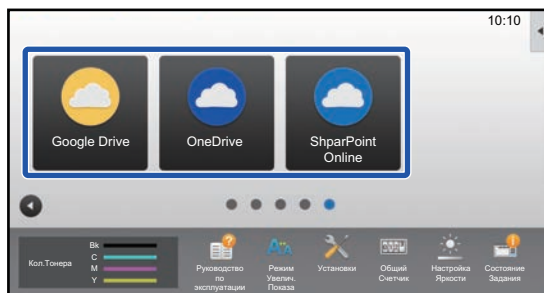 10:10
Google Drive
OneDrive
ShparPoint
Online
Кол.Тонера
Bk
C
M
Y
Руководство
по
эксплуатации
Режим
Увелич.
Показа
Установки
Общий
Счетчик
Настройка
Яркости
Состояние
Задания